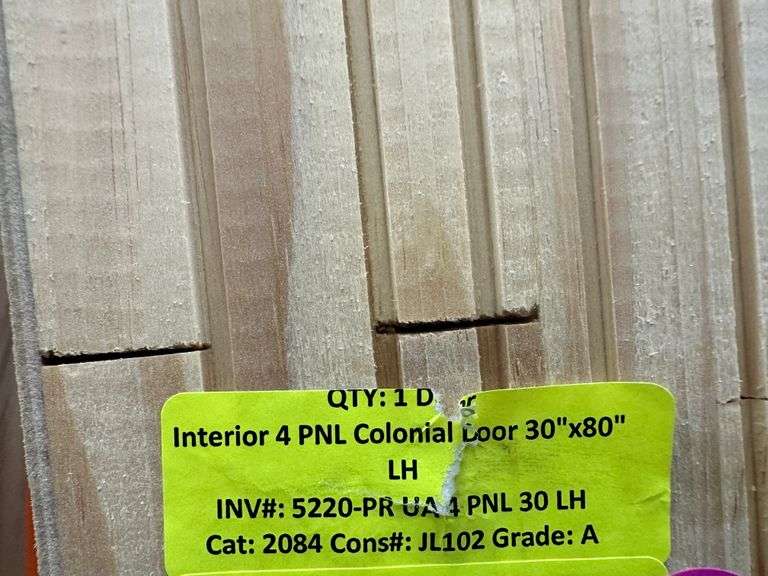 QTY: 1 D
Interior 4 PNL Colonial Door 30"x80"
LH
INV#: 5220-PR UA 4 PNL 30 LH
Cat: 2084 Cons#: JL102 Grade: A